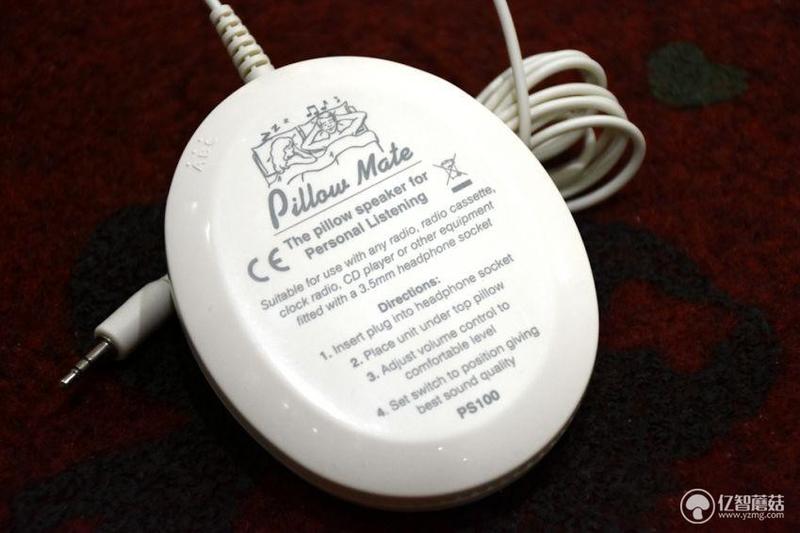 zzz
Pillow Mate
The pillow speaker for
Personal Listening
CE
Suitable for use with any radio, radio cassette,
clock radio, CD player or other equipment
fitted with a 3.5mm headphone socket
Directions:
1. Insert plug into headphone socket
2. Place unit under top pillow
3. Adjust volume control to
comfortable level
4. Set switch to position giving
best sound quality
PS100
亿智蘑菇
www.yzmg.com